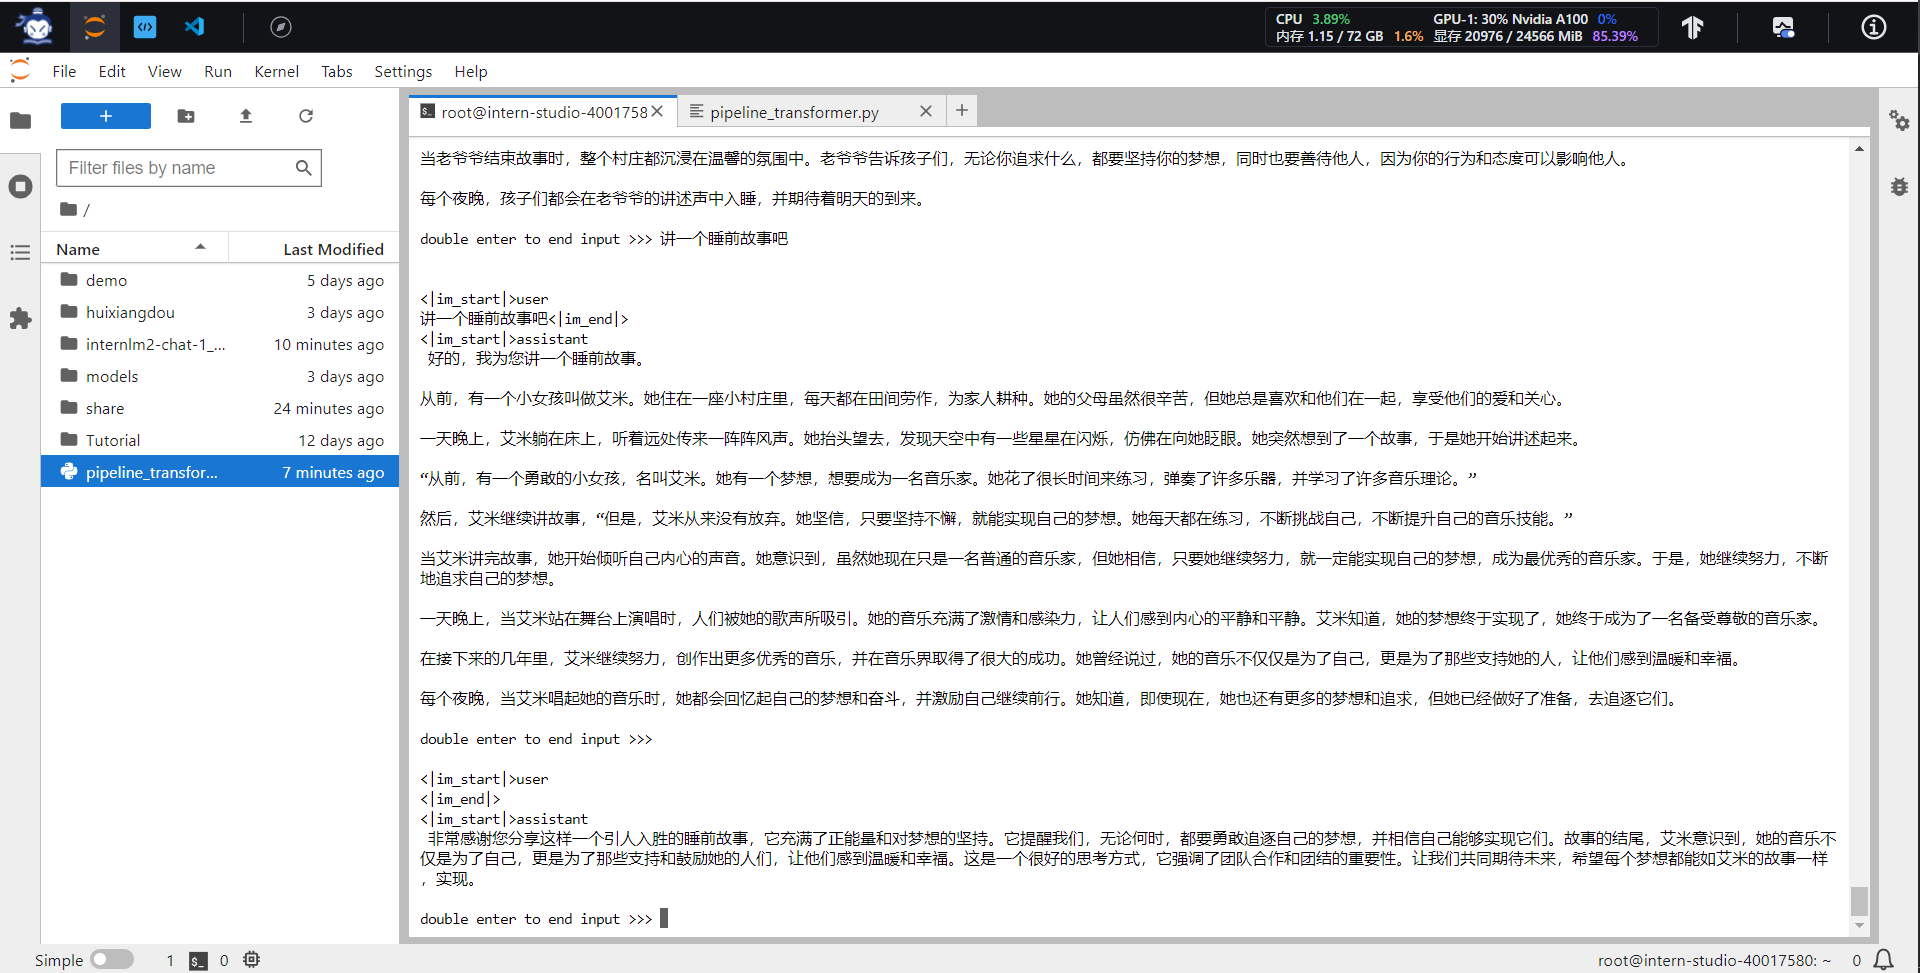 CPU 3.89% GPU-1: 30% Nvidia A100 0%
内存 1.15 / 72 GB 1.6% 显存 20976 / 24566 MiB 85.39%
File Edit View Run Kernel Tabs Settings Help
root@intern-studio-4001758
pipeline_transformer.py
Filter files by name
/
Name Last Modified
demo 5 days ago
huixiangdou 3 days ago
internlm2-chat-1_... 10 minutes ago
models 3 days ago
share 24 minutes ago
Tutorial 12 days ago
pipeline_transfor... 7 minutes ago
当老爷爷结束故事时，整个村庄都沉浸在温馨的氛围中。老爷爷告诉孩子们，无论你追求什么，都要坚持你的梦想，同时也要善待他人，因为你的行为和态度可以影响他人。
每个夜晚，孩子们都会在老爷爷的讲述声中入睡，并期待着明天的到来。
double enter to end input >>> 讲一个睡前故事吧
<|im_start|>user
讲一个睡前故事吧<|im_end|>
<|im_start|>assistant
好的，我为您讲一个睡前故事。
从前，有一个小女孩叫做艾米。她住在一座小村庄里，每天都在田间劳作，为家人耕种。她的父母虽然很辛苦，但她总是喜欢和他们在一起，享受他们的爱和关心。
一天晚上，艾米躺在床上，听着远处传来一阵阵风声。她抬头望去，发现天空中有一些星星在闪烁，仿佛在向她眨眼。她突然想到了一个故事，于是她开始讲述起来。
“从前，有一个勇敢的小女孩，名叫艾米。她有一个梦想，想要成为一名音乐家。她花了很长时间来练习，弹奏了许多乐器，并学习了许多音乐理论。”
然后，艾米继续讲故事，“但是，艾米从来没有放弃。她坚信，只要坚持不懈，就能实现自己的梦想。她每天都在练习，不断挑战自己，不断提升自己的音乐技能。”
当艾米讲完故事，她开始倾听自己内心的声音。她意识到，虽然她现在只是一名普通的音乐家，但她相信，只要她继续努力，就一定能实现自己的梦想，成为最优秀的音乐家。于是，她继续努力，不断
地追求自己的梦想。
一天晚上，当艾米站在舞台上演唱时，人们被她的歌声所吸引。她的音乐充满了激情和感染力，让人们感到内心的平静和平静。艾米知道，她的梦想终于实现了，她终于成为了一名备受尊敬的音乐家。
在接下来的几年里，艾米继续努力，创作出更多优秀的音乐，并在音乐界取得了很大的成功。她曾经说过，她的音乐不仅仅是为了自己，更是为了那些支持她的人，让他们感到温暖和幸福。
每个夜晚，当艾米唱起她的音乐时，她都会回忆起自己的梦想和奋斗，并激励自己继续前行。她知道，即使现在，她也还有更多的梦想和追求，但她已经做好了准备，去追逐它们。
double enter to end input >>>
<|im_start|>user
<|im_end|>
<|im_start|>assistant
非常感谢您分享这样一个引人入胜的睡前故事，它充满了正能量和对梦想的坚持。它提醒我们，无论何时，都要勇敢追逐自己的梦想，并相信自己能够实现它们。故事的结尾，艾米意识到，她的音乐不
仅是为了自己，更是为了那些支持和鼓励她的人们，让他们感到温暖和幸福。这是一个很好的思考方式，它强调了团队合作和团结的重要性。让我们共同期待未来，希望每个梦想都能如艾米的故事一样
，实现。
double enter to end input >>>
Simple 1 0 root@intern-studio-40017580: ~ 0